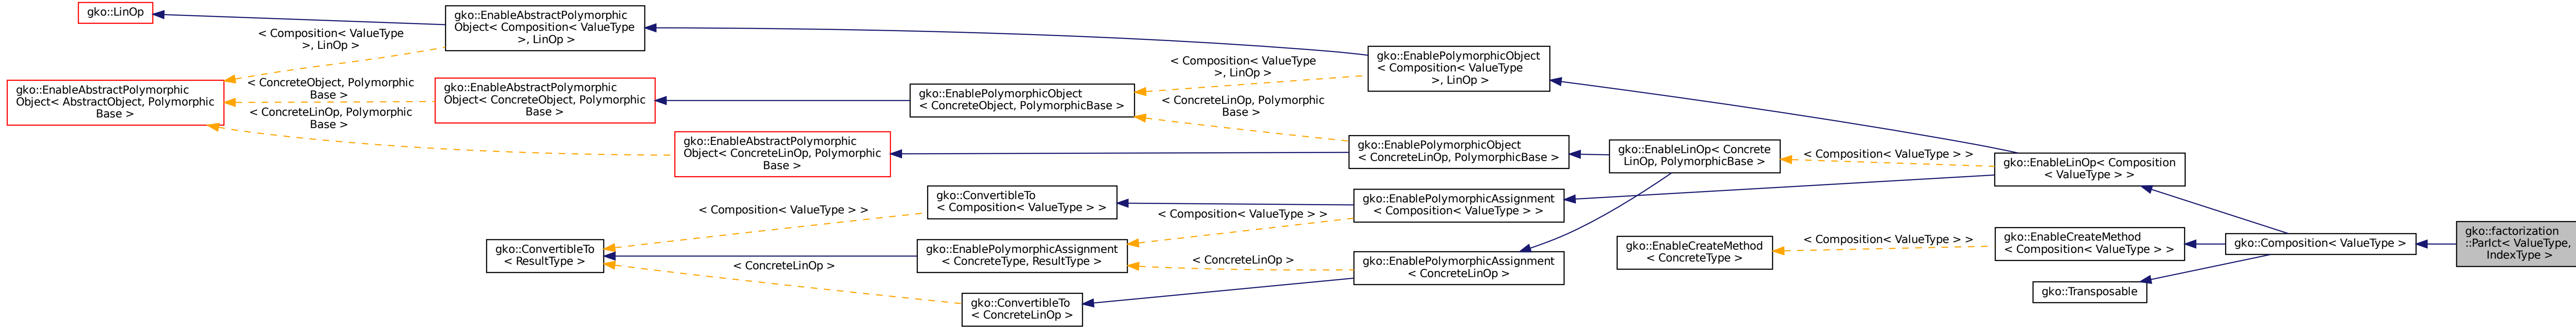 gko::LinOp
< Composition< ValueType
>, LinOp >
gko::EnableAbstractPolymorphic
Object< AbstractObject, Polymorphic
Base >
< ConcreteObject, Polymorphic
Base >
< ConcreteLinOp, Polymorphic
Base >
gko::EnableAbstractPolymorphic
Object< Composition< ValueType
>, LinOp >
gko::EnableAbstractPolymorphic
Object< ConcreteObject, Polymorphic
Base >
gko::EnableAbstractPolymorphic
Object< ConcreteLinOp, Polymorphic
Base >
gko::ConvertibleTo
< ResultType >
< Composition< ValueType > >
< ConcreteLinOp >
gko::EnablePolymorphicObject
< ConcreteObject, PolymorphicBase >
gko::ConvertibleTo
< Composition< ValueType > >
gko::EnablePolymorphicAssignment
< ConcreteType, ResultType >
gko::ConvertibleTo
< ConcreteLinOp >
< Composition< ValueType
>, LinOp >
< ConcreteLinOp, Polymorphic
Base >
< Composition< ValueType > >
< ConcreteLinOp >
gko::EnablePolymorphicObject
< Composition< ValueType
>, LinOp >
gko::EnablePolymorphicObject
< ConcreteLinOp, PolymorphicBase >
gko::EnablePolymorphicAssignment
< Composition< ValueType > >
gko::EnablePolymorphicAssignment
< ConcreteLinOp >
gko::EnableLinOp< Concrete
LinOp, PolymorphicBase >
gko::EnableCreateMethod
< ConcreteType >
< Composition< ValueType > >
< Composition< ValueType > >
gko::EnableLinOp< Composition
< ValueType > >
gko::EnableCreateMethod
< Composition< ValueType > >
gko::Transposable
gko::Composition< ValueType >
gko::factorization
::ParIct< ValueType,
IndexType >